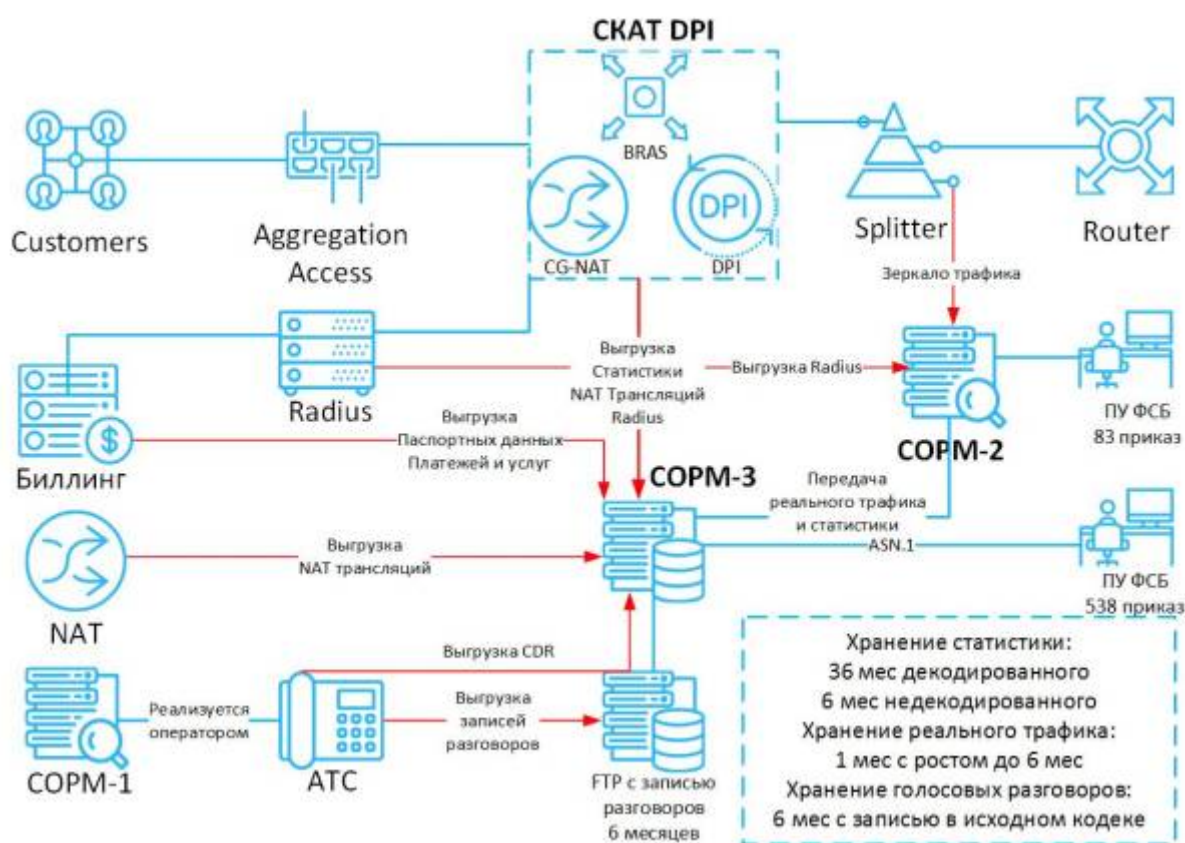 СКАТ DPI
BRAS
CG-NAT
DPI
DPI
Customers
Aggregation
Access
Splitter
Router
Зеркало трафика
Radius
Выгрузка
Статистики
NAT Трансляций
Radius
Выгрузка Radius
СОРМ-2
ПУ ФСБ
83 приказ
Биллинг
$
Выгрузка
Паспортных данных
Платежей и услуг
СОРМ-3
Передача
реального трафика
и статистики
ASN.1
ПУ ФСБ
538 приказ
NAT
Выгрузка
NAT трансляций
СОРМ-1
Реализуется
оператором
АТС
Выгрузка CDR
Выгрузка
записей
разговоров
FTP с записью
разговоров
6 месяцев
Хранение статистики:
36 мес декодированного
6 мес недекодированного
Хранение реального трафика:
1 мес с ростом до 6 мес
Хранение голосовых разговоров:
6 мес с записью в исходном кодеке